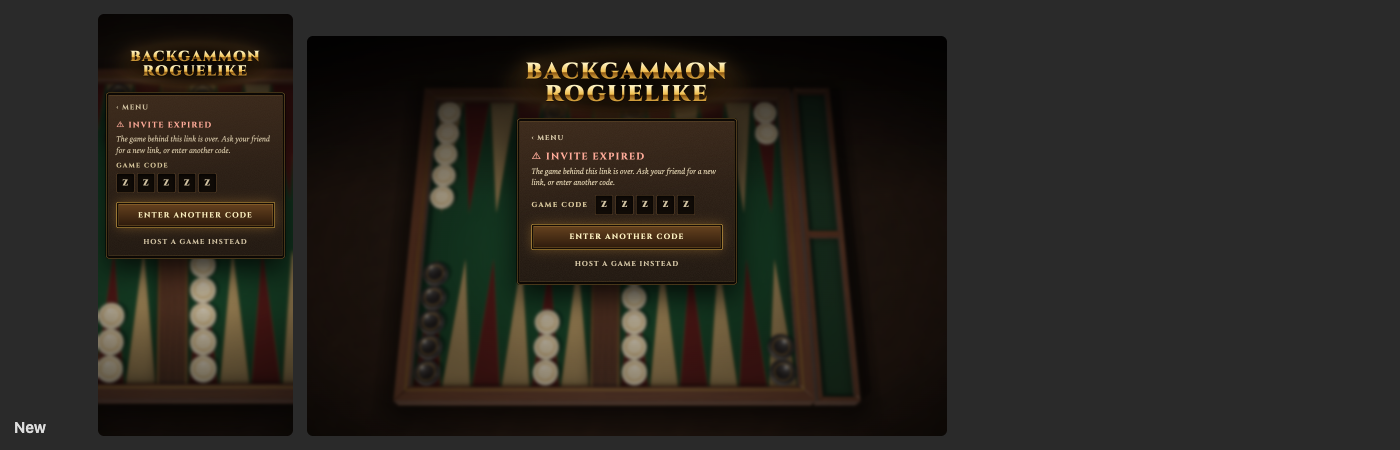 BACKGAMMON
ROGUELIKE
‹ MENU
⚠ INVITE EXPIRED
The game behind this link is over. Ask your friend
for a new link, or enter another code.
GAME CODE
Z Z Z Z Z
ENTER ANOTHER CODE
HOST A GAME INSTEAD
BACKGAMMON
ROGUELIKE
‹ MENU
⚠ INVITE EXPIRED
The game behind this link is over. Ask your friend for a new
link, or enter another code.
GAME CODE Z Z Z Z Z
ENTER ANOTHER CODE
HOST A GAME INSTEAD
New